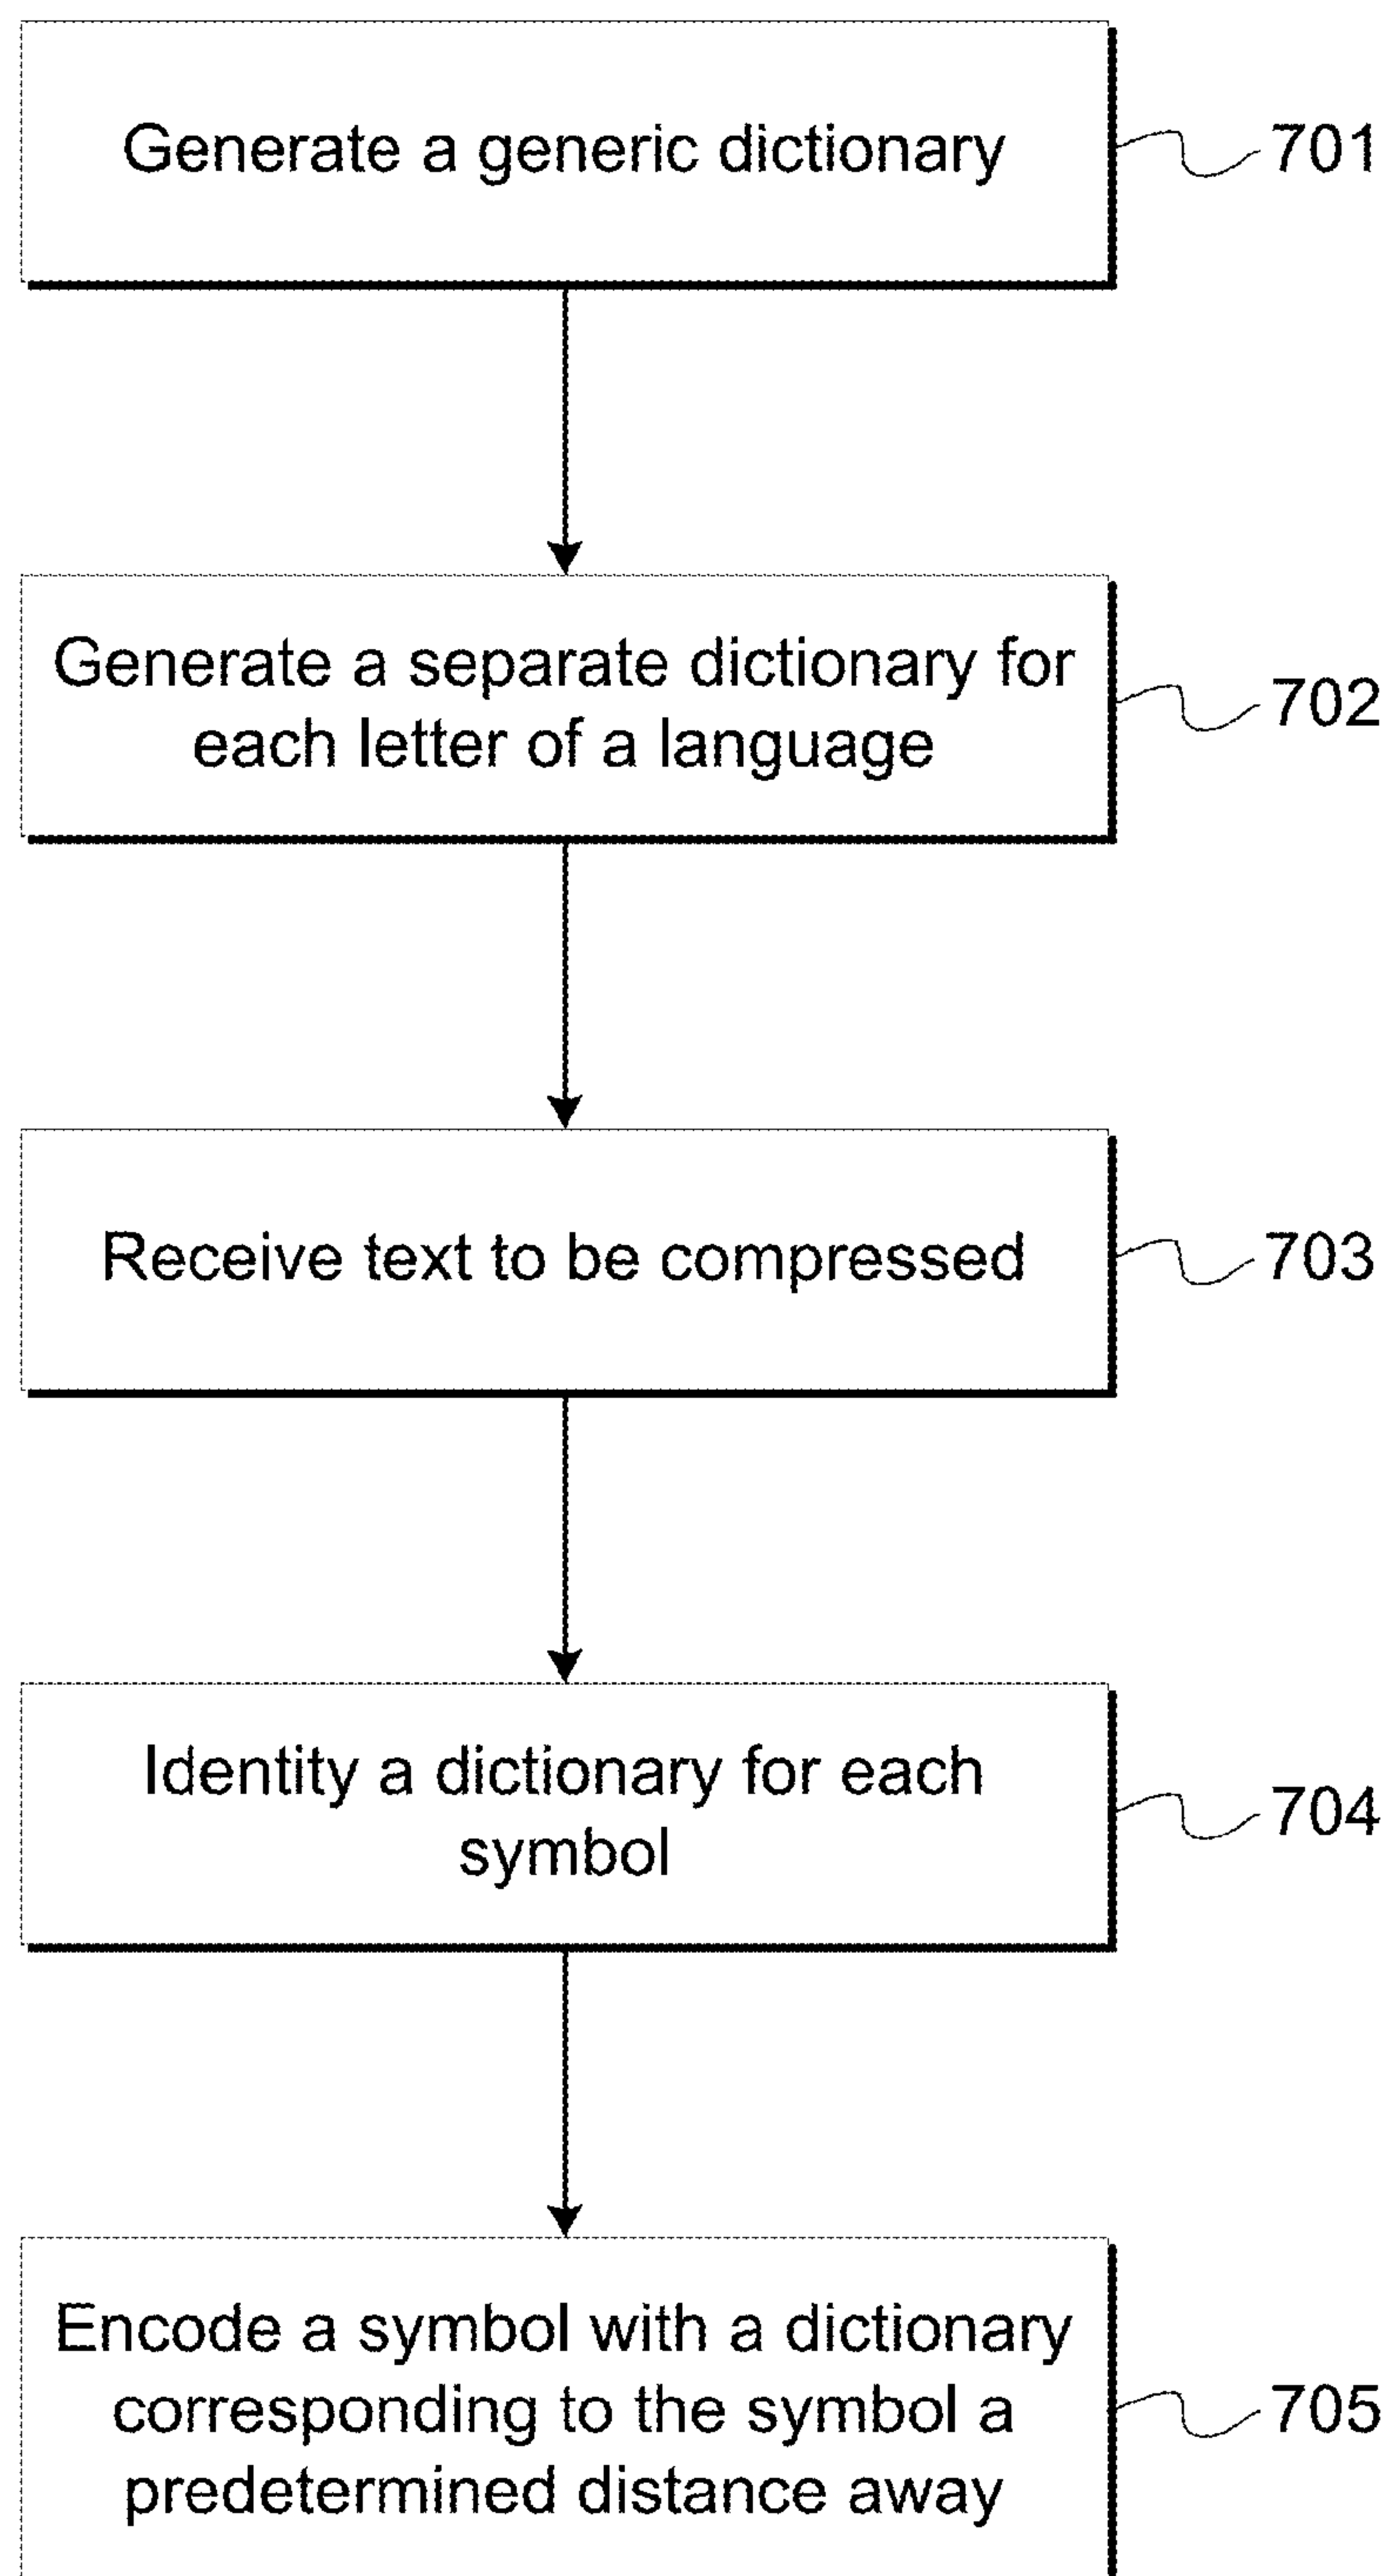 Generate a generic dictionary
701
Generate a separate dictionary for
each letter of a language
702
Receive text to be compressed
703
Identity a dictionary for each
symbol
704
Encode a symbol with a dictionary
corresponding to the symbol a
predetermined distance away
705